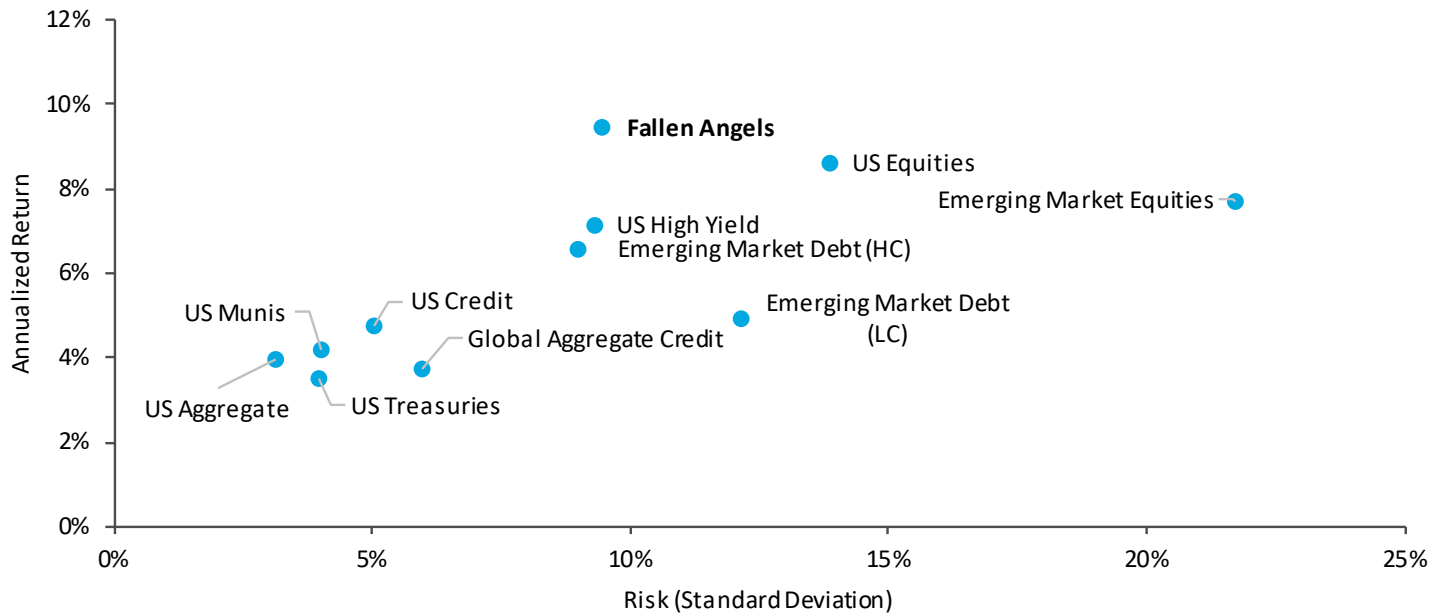 12%
10%
8%
6%
4%
2%
0%
Annualized Return
Fallen Angels
US Equities
Emerging Market Equities
US High Yield
Emerging Market Debt (HC)
US Credit
US Munis
Emerging Market Debt
(LC)
Global Aggregate Credit
US Aggregate
US Treasuries
0%
5%
10%
15%
20%
25%
Risk (Standard Deviation)